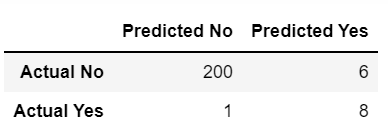 Predicted No Predicted Yes
Actual No 200 6
Actual Yes 1 8